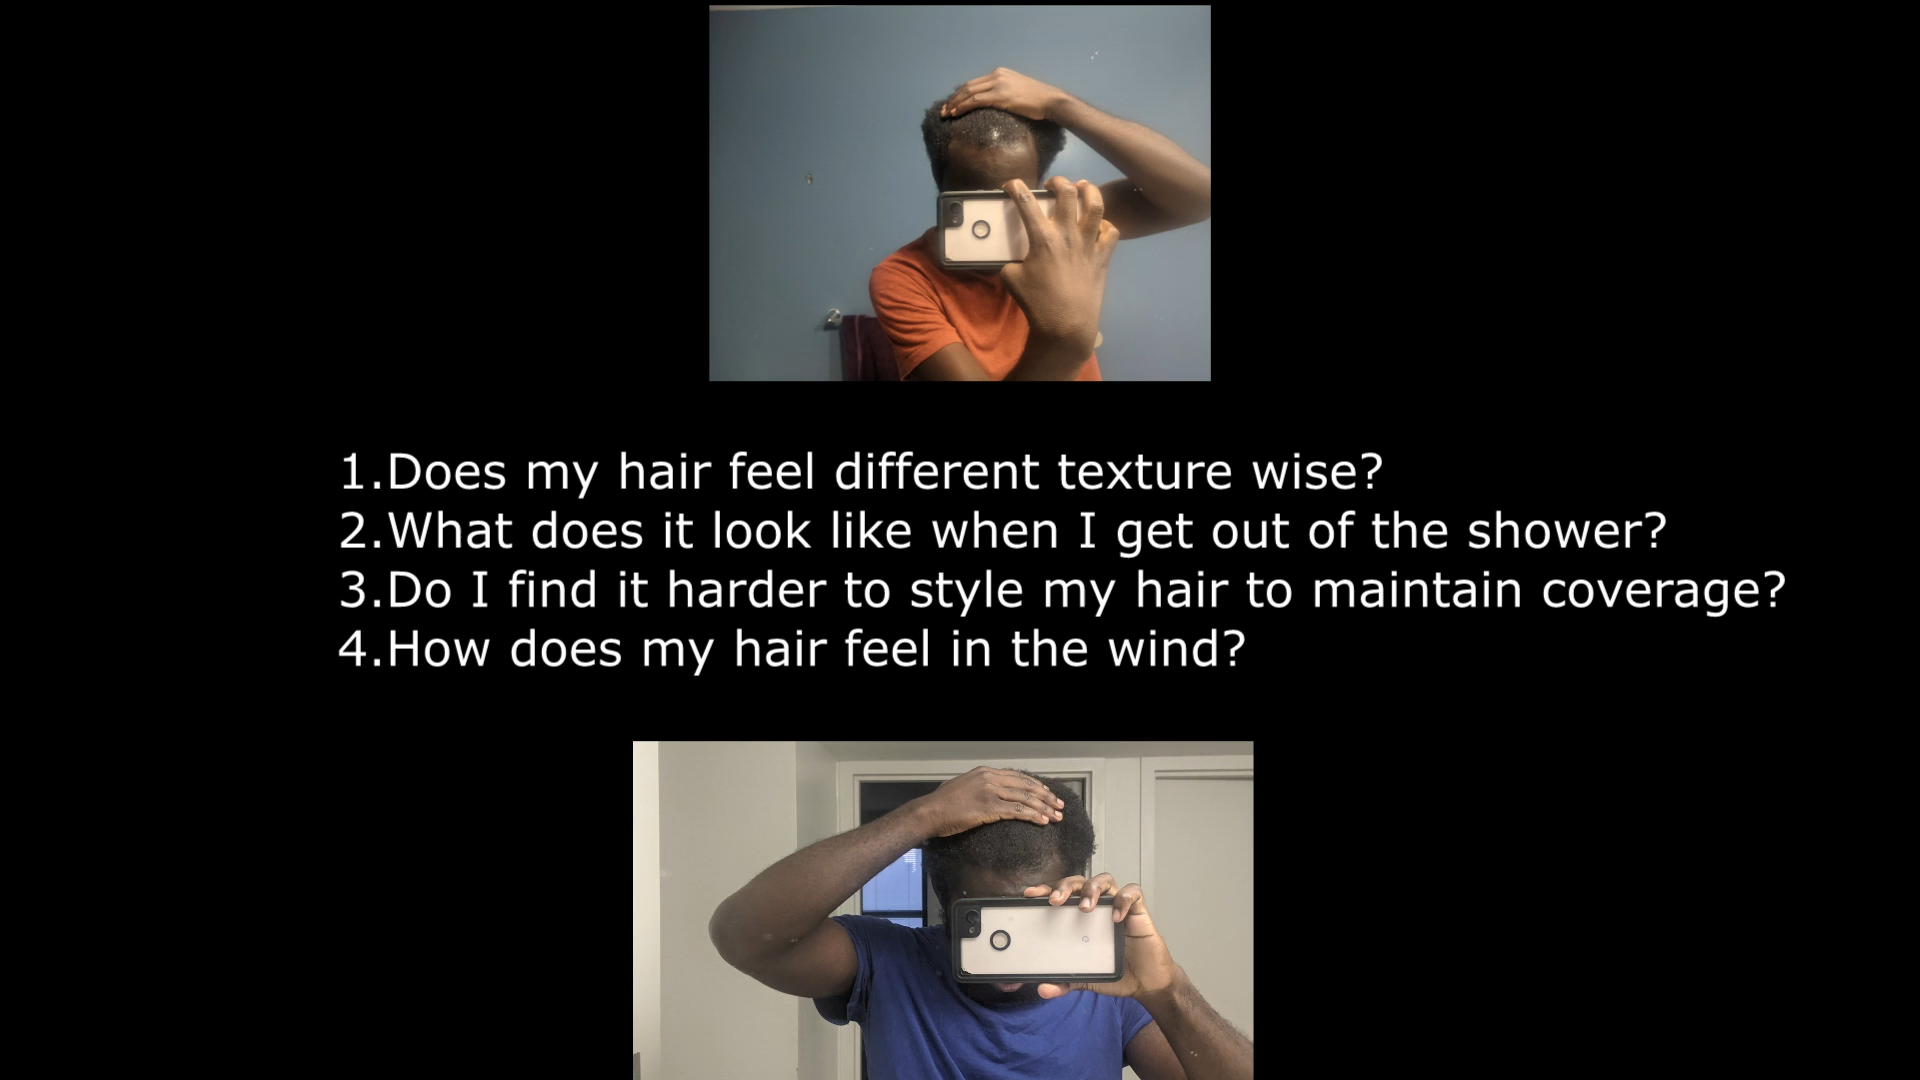 1.Does my hair feel different texture wise?
2.What does it look like when I get out of the shower?
3.Do I find it harder to style my hair to maintain coverage?
4.How does my hair feel in the wind?